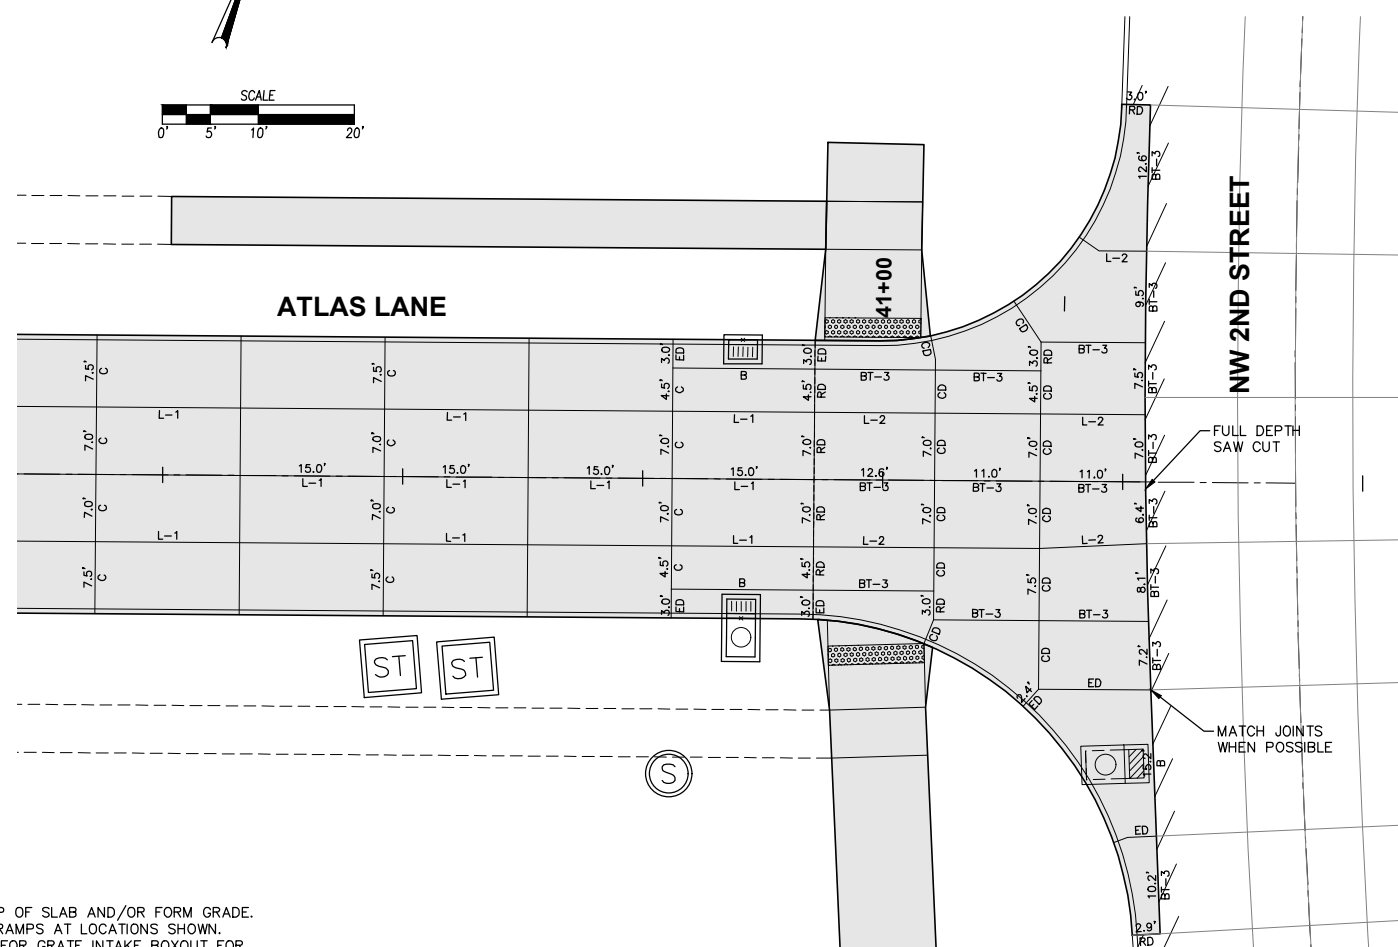 SCALE
0' 5' 10' 20'
3.0'
RD
12.6'
BT-3
L-2
NW 2ND STREET
41+00
ATLAS LANE
9.5'
BT-3
CD
CD
7.5' C
7.5' C
3.0' ED
3.0' ED
3.0' RD
BT-3
B
BT-3
BT-3
4.5' C
4.5' RD
CD
4.5' CD
7.5'
BT-3
L-1
L-1
L-1
L-2
L-2
FULL DEPTH
SAW CUT
7.0' C
7.0' C
7.0' C
7.0' RD
7.0' CD
7.0' CD
7.0'
BT-3
15.0'
15.0'
15.0'
15.0'
12.6'
11.0'
11.0'
L-1
L-1
L-1
L-1
BT-3
BT-3
BT-3
7.0' C
7.0' C
7.0' C
7.0' RD
7.0' CD
7.0' CD
6.4'
BT-3
L-1
L-1
L-1
L-2
L-2
7.5' C
7.5' C
4.5' C
4.5' RD
CD
7.5' CD
8.1'
BT-3
B
BT-3
3.0' ED
3.0' ED
3.0' RD
BT-3
BT-3
CD
CD
7.2'
BT-3
ST
ST
2.4'
ED
ED
MATCH JOINTS
WHEN POSSIBLE
S
15.2'
B
ED
10.2'
BT-3
2.9'
RD
P OF SLAB AND/OR FORM GRADE.
RAMPS AT LOCATIONS SHOWN.
FOR GRATE INTAKE BOXOUT FOR